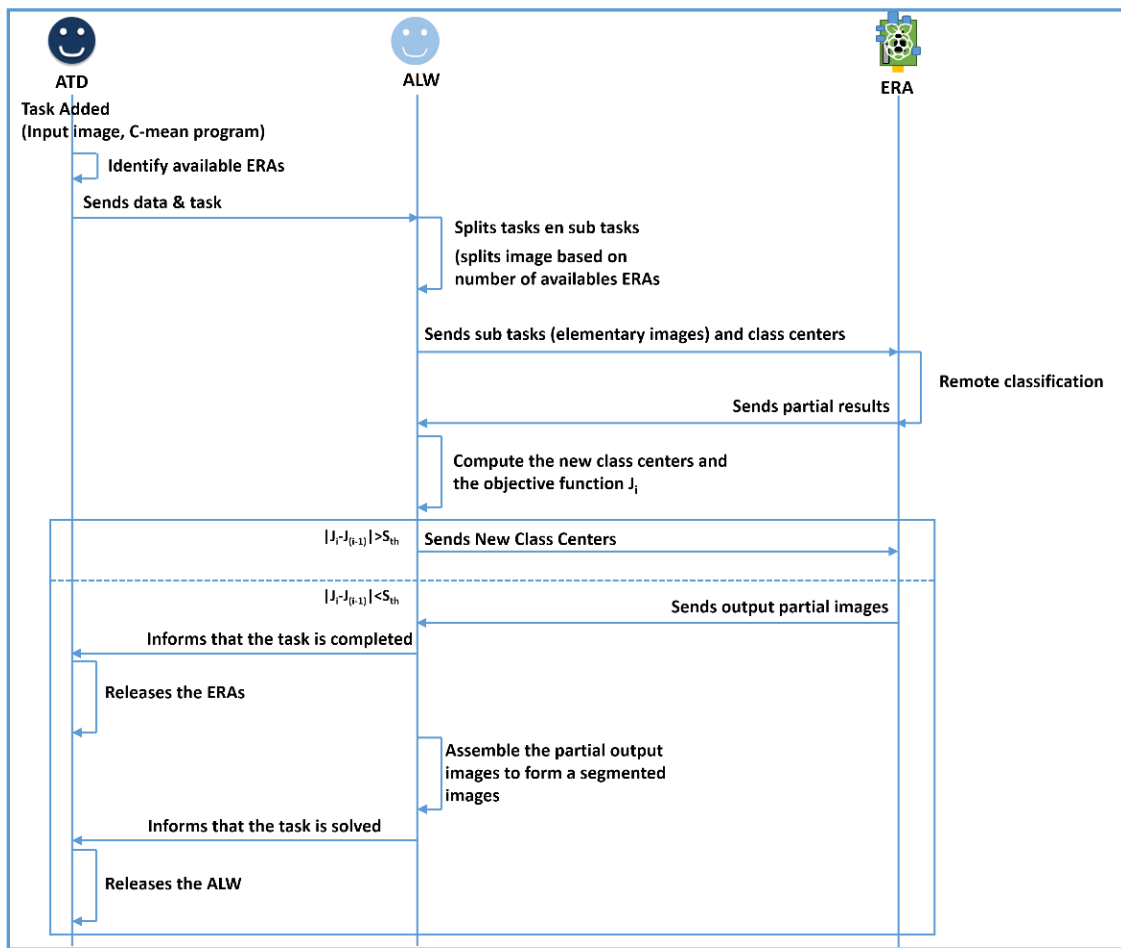 ATD
ALW
ERA
Task Added
(Input image, C-mean program)
Identify available ERAs
Sends data & task
Splits tasks en sub tasks
(splits image based on
number of availables ERAs
Sends sub tasks (elementary images) and class centers
Remote classification
Sends partial results
Compute the new class centers and
the objective function Ji
|Ji-J(i-1)|>Sth
Sends New Class Centers
|Ji-J(i-1)|<Sth
Sends output partial images
Informs that the task is completed
Releases the ERAs
Assemble the partial output
images to form a segmented
images
Informs that the task is solved
Releases the ALW